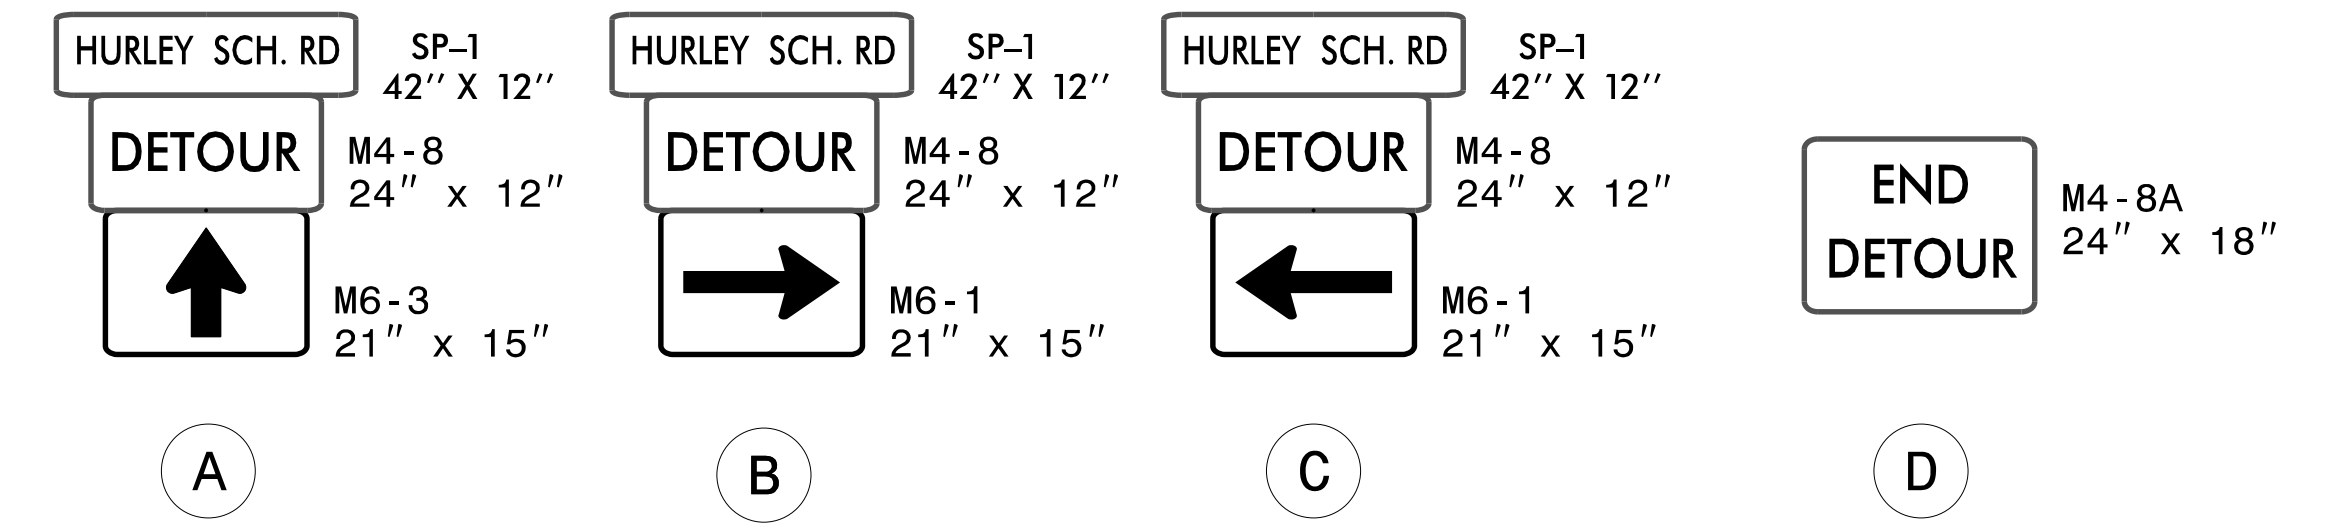 HURLEY SCH. RD
SP-1
42'' X 12''
DETOUR
M4-8
24" x 12"
M6-3
21" x 15"
A
HURLEY SCH. RD
SP-1
42'' X 12''
DETOUR
M4-8
24" x 12"
M6-1
21" x 15"
B
HURLEY SCH. RD
SP-1
42'' X 12''
DETOUR
M4-8
24" x 12"
M6-1
21" x 15"
C
END
DETOUR
M4-8A
24" x 18"
D